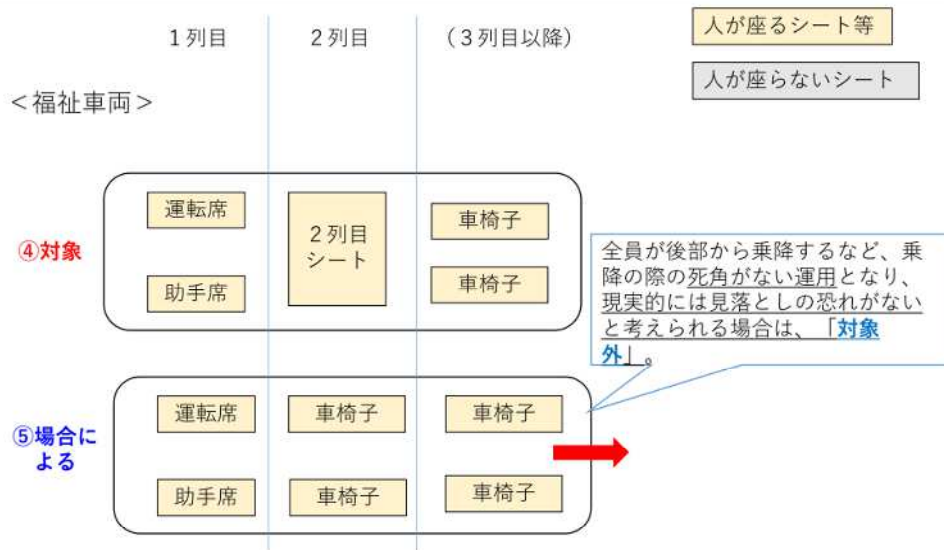 1列目
2列目
（3列目以降）
人が座るシート等
人が座らないシート
＜福祉車両＞
④対象
運転席
助手席
2列目
シート
車椅子
車椅子
全員が後部から乗降するなど、乗
降の際の死角がない運用となり、
現実的には見落としの恐れがない
と考えられる場合は、「対象
外」。
⑤場合に
よる
運転席
車椅子
車椅子
助手席
車椅子
車椅子